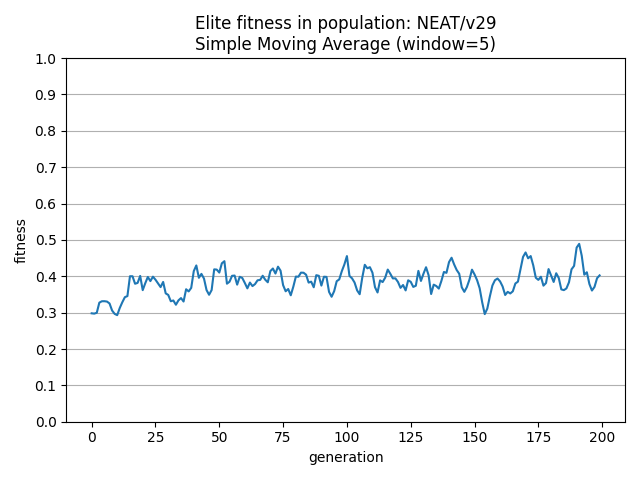 Elite fitness in population: NEAT/v29
Simple Moving Average (window=5)
1.0
0.9
0.8
0.7
0.6
0.5
0.4
0.3
0.2
0.1
0.0
fitness
0 25 50 75 100 125 150 175 200
generation